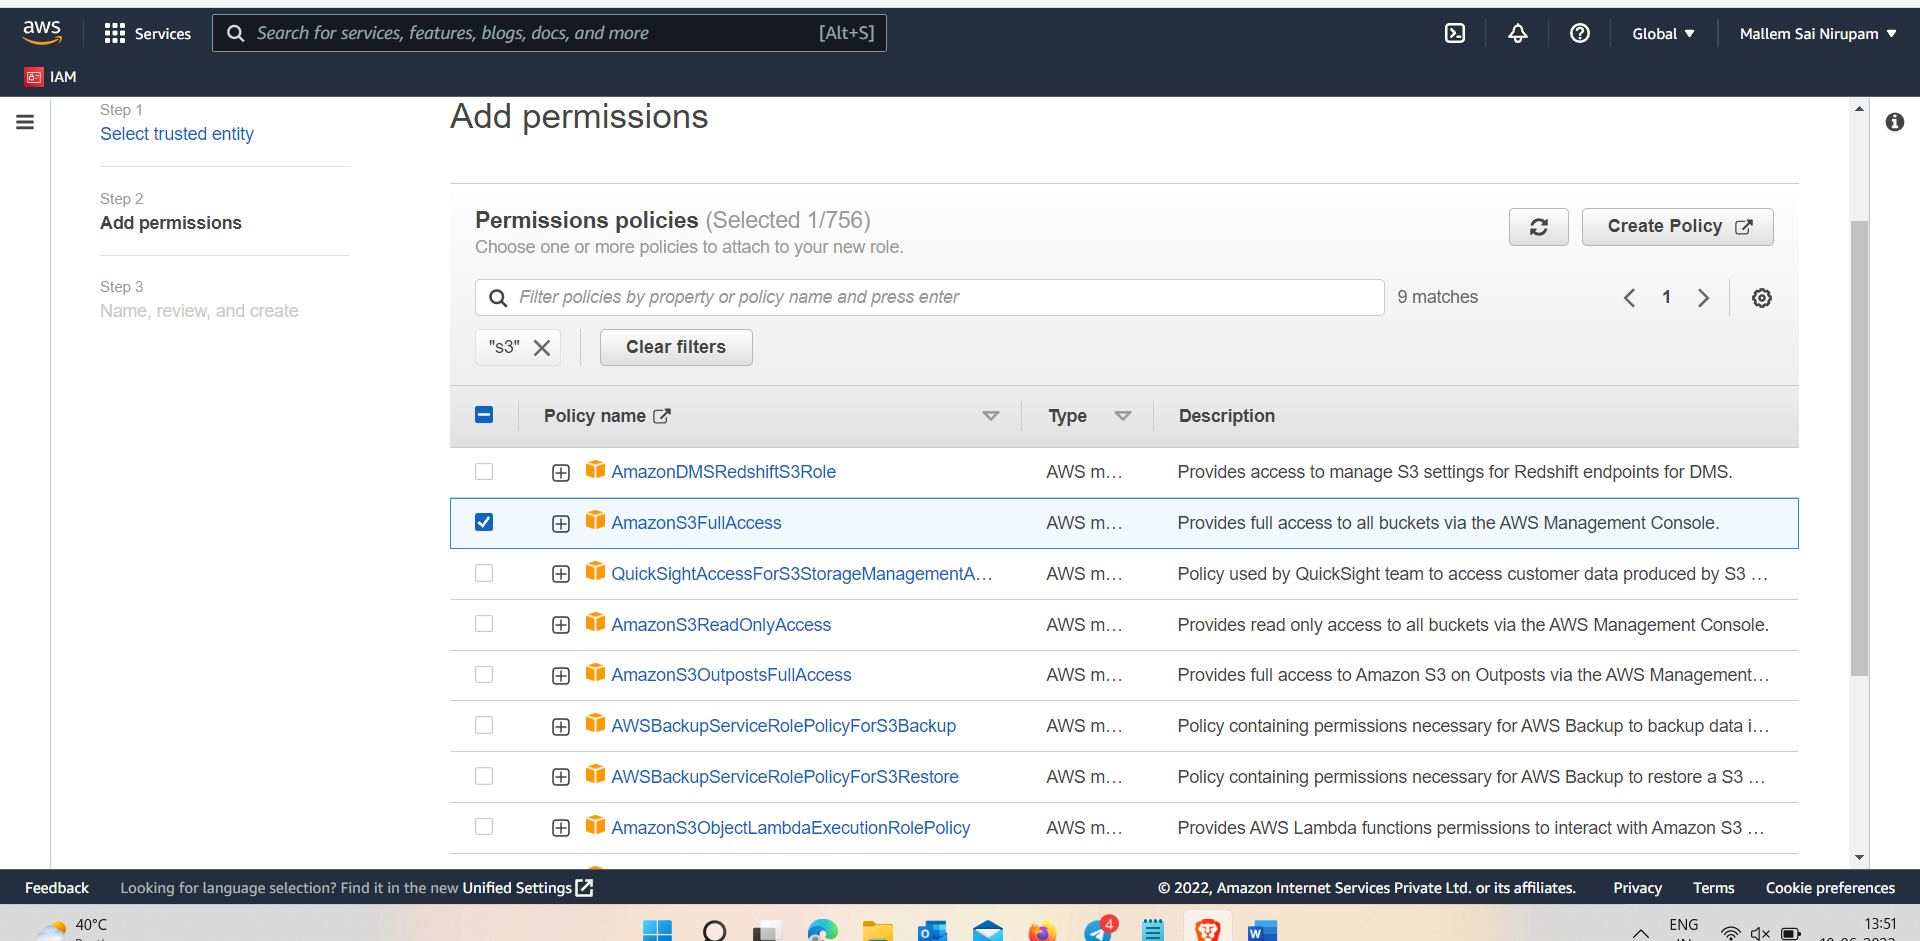 aws
Services
Search for services, features, blogs, docs, and more [Alt+S]
Global ▼
Mallem Sai Nirupam ▼
IAM
Step 1
Select trusted entity
Step 2
Add permissions
Step 3
Name, review, and create
Add permissions
Permissions policies (Selected 1/756)
Choose one or more policies to attach to your new role.
Create Policy
Filter policies by property or policy name and press enter
9 matches
1
"s3"
Clear filters
Policy name Type Description
AmazonDMSRedshiftS3Role AWS m… Provides access to manage S3 settings for Redshift endpoints for DMS.
AmazonS3FullAccess AWS m… Provides full access to all buckets via the AWS Management Console.
QuickSightAccessForS3StorageManagementA… AWS m… Policy used by QuickSight team to access customer data produced by S3 …
AmazonS3ReadOnlyAccess AWS m… Provides read only access to all buckets via the AWS Management Console.
AmazonS3OutpostsFullAccess AWS m… Provides full access to Amazon S3 on Outposts via the AWS Management…
AWSBackupServiceRolePolicyForS3Backup AWS m… Policy containing permissions necessary for AWS Backup to backup data i…
AWSBackupServiceRolePolicyForS3Restore AWS m… Policy containing permissions necessary for AWS Backup to restore a S3 …
AmazonS3ObjectLambdaExecutionRolePolicy AWS m… Provides AWS Lambda functions permissions to interact with Amazon S3 …
Feedback Looking for language selection? Find it in the new Unified Settings © 2022, Amazon Internet Services Private Ltd. or its affiliates. Privacy Terms Cookie preferences
40°C
4
ENG
13:51